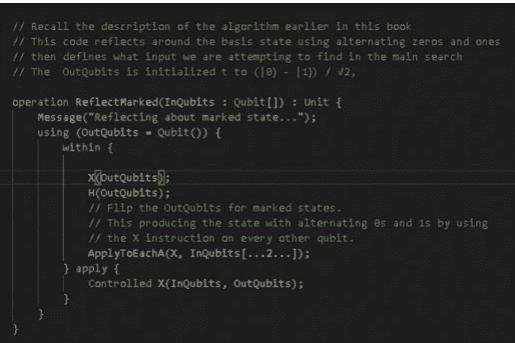 // Recall the description of the algorithm earlier in this book
// This code reflects around the basis state using alternating zeros and ones
// then defines what input we are attempting to find in the main search
// The OutQubits is initialized t to (|0⟩ - |1⟩) / √2,
operation ReflectMarked(InQubits : Qubit[]) : Unit {
Message("Reflecting about marked state...");
using (OutQubits = Qubit()) {
within {
X(OutQubits);
H(OutQubits);
// Flip the OutQubits for marked states.
// This producing the state with alternating 0s and 1s by using
// the X instruction on every other qubit.
ApplyToEachA(X, InQubits[...2...]);
} apply {
Controlled X(InQubits, OutQubits);
}
}
}